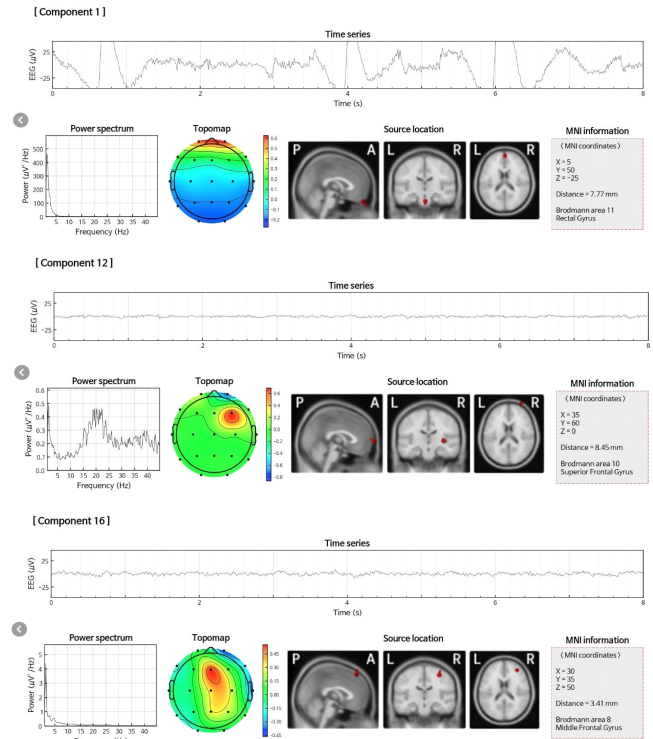 [ Component 1 ]
Time series
EEG (μV)
25
−25
0 2 4 6 8
Time (s)
Power spectrum
Topomap
Source location
MNI information
Power (μV² /Hz)
500
400
300
200
100
0
5 10 15 20 25 30 35 40
Frequency (Hz)
0.6
0.5
0.4
0.3
0.2
0.1
0.0
−0.1
−0.2
P A L R L R
〈 MNI coordinates 〉
X = 5
Y = 50
Z = −25
Distance = 7.77 mm
Brodmann area 11
Rectal Gyrus
[ Component 12 ]
Time series
EEG (μV)
25
−25
0 2 4 6 8
Time (s)
Power spectrum
Topomap
Source location
MNI information
Power (μV² /Hz)
0.6
0.5
0.4
0.3
0.2
0.1
0.0
5 10 15 20 25 30 35 40
Frequency (Hz)
0.6
0.4
0.2
0.0
−0.2
−0.4
−0.6
−0.8
P A L R L R
〈 MNI coordinates 〉
X = 35
Y = 60
Z = 0
Distance = 8.45 mm
Brodmann area 10
Superior Frontal Gyrus
[ Component 16 ]
Time series
EEG (μV)
25
−25
0 2 4 6 8
Time (s)
Power spectrum
Topomap
Source location
MNI information
Power (μV² /Hz)
5
4
3
2
1
0
5 10 15 20 25 30 35 40
0.45
0.30
0.15
0.00
−0.15
−0.30
−0.45
P A L R L R
〈 MNI coordinates 〉
X = 30
Y = 35
Z = 50
Distance = 3.41 mm
Brodmann area 8
Middle Frontal Gyrus